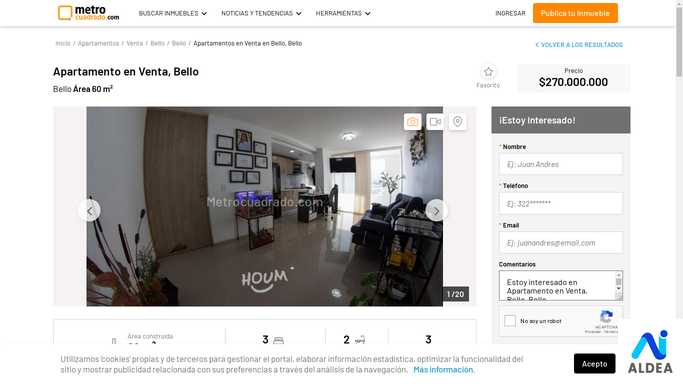 metro
cuadrado.com
BUSCAR INMUEBLES
NOTICIAS Y TENDENCIAS
HERRAMIENTAS
INGRESAR
Publica tu Inmueble
Inicio / Apartamentos / Venta / Bello / Bello / Apartamentos en Venta en Bello, Bello
VOLVER A LOS RESULTADOS
Apartamento en Venta, Bello
Bello Área 60 m²
Favorito
Precio
$270.000.000
Metrocuadrado.com
HOUM
1 / 20
¡Estoy Interesado!
* Nombre
Ej: Juan Andres
* Teléfono
Ej: 322*******
* Email
Ej: juanandres@email.com
Comentarios
Estoy interesado en
Apartamento en Venta,
Bello, Bello
No soy un robot
reCAPTCHA
Privacidad - Términos
Área construida
3
2
3
Utilizamos 'cookies' propias y de terceros para gestionar el portal, elaborar información estadística, optimizar la funcionalidad del
sitio y mostrar publicidad relacionada con sus preferencias a través del análisis de la navegación. Más información.
Acepto
ALDEA